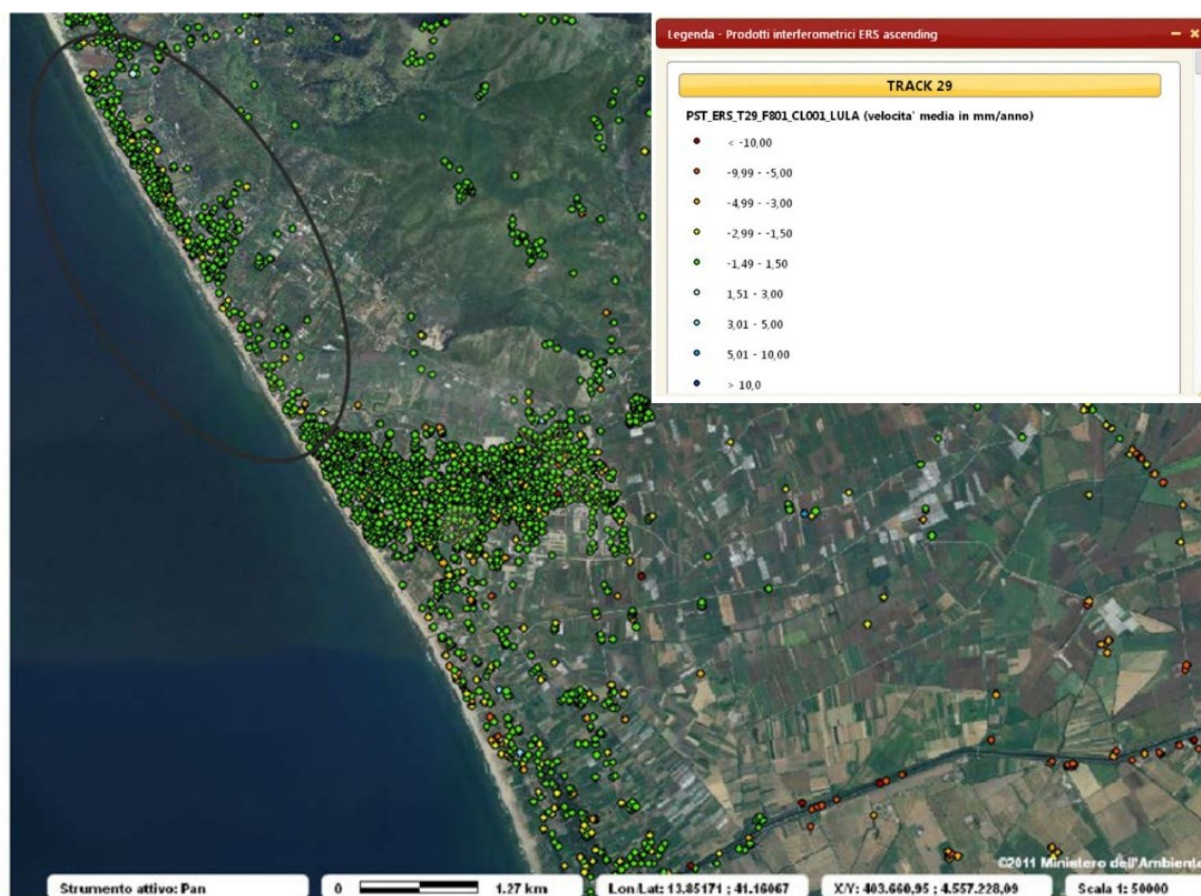 Legenda - Prodotti interferometrici ERS ascending
TRACK 29
PST_ERS_T29_F801_CL001_LULA (velocita' media in mm/anno)
< -10,00
-9,99 - -5,00
-4,99 - -3,00
-2,99 - -1,50
-1,49 - 1,50
1,51 - 3,00
3,01 - 5,00
5,01 - 10,00
> 10,0
©2011 Ministero dell'Ambiente
Strumento attivo: Pan
0 1.27 km
Lon/Lat: 13.85171 ; 41.16067
X/Y: 403.660,95 ; 4.557.228,09
Scala 1:50000